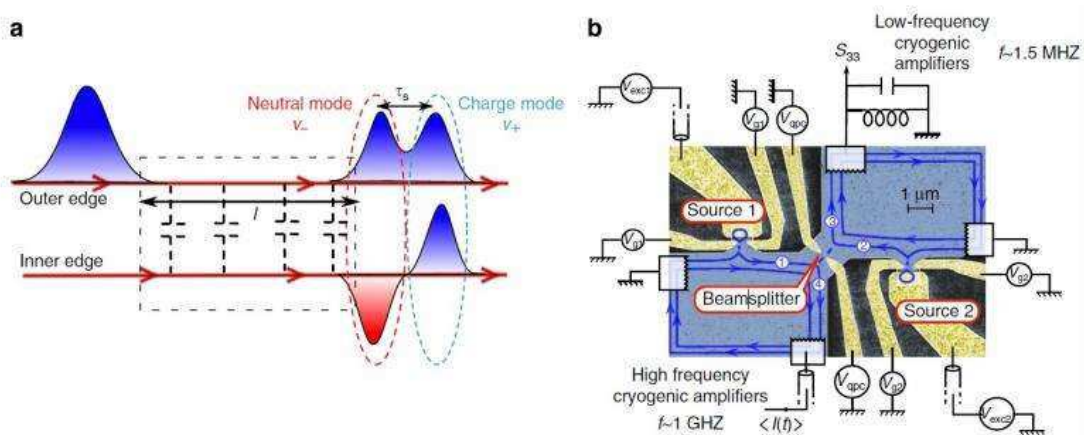 a
Neutral mode
v₋
τs
Charge mode
v₊
Outer edge
l
Inner edge
b
Low-frequency
cryogenic
amplifiers
f~1.5 MHZ
S33
Vexc1
Vg1
Vqpc
1 µm
Source 1
3
2
Vg1
1
4
Vg2
Beamsplitter
Source 2
High frequency
cryogenic amplifiers
f~1 GHZ
< I(t) >
Vqpc
Vg2
Vexc2